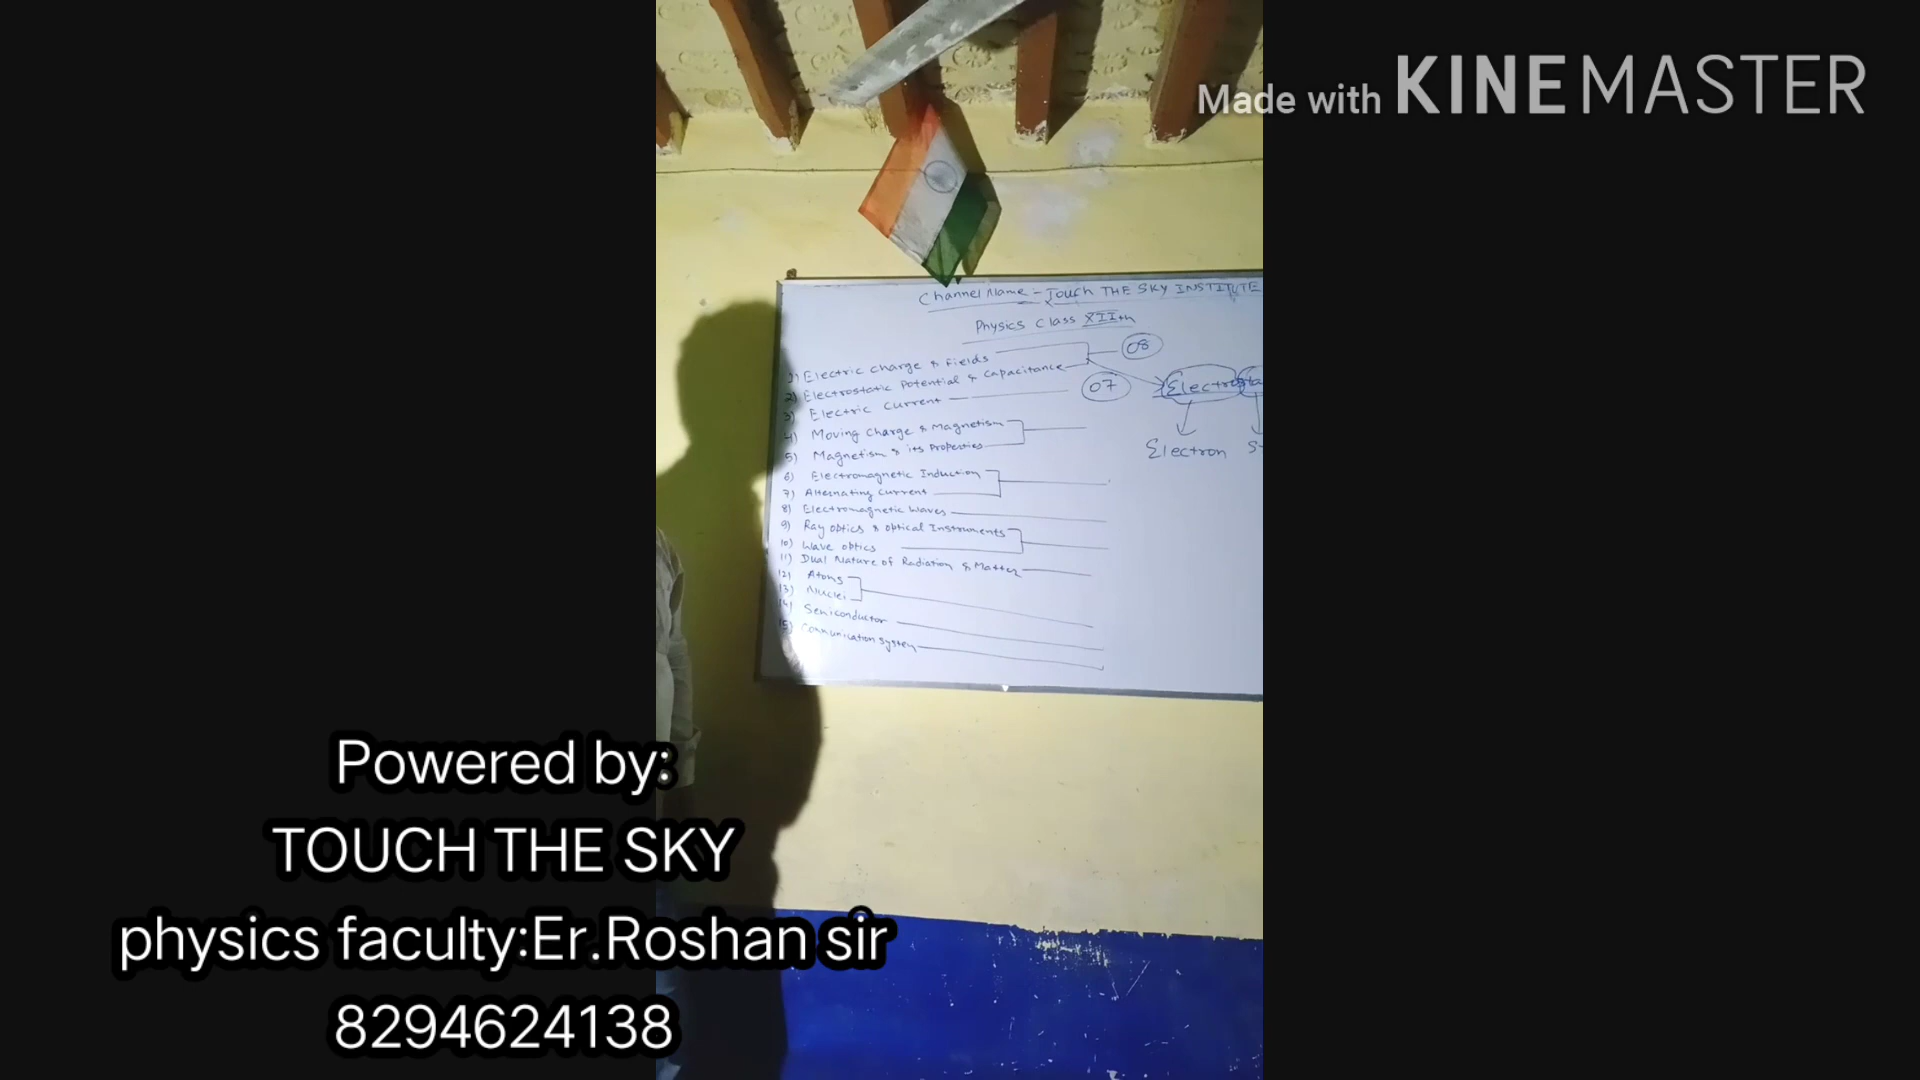 Made with KINEMASTER
Channel Name - Touch THE SKY INSTITUTE
Physics Class XIIth
1) Electric charge & Fields
08
2) Electrostatic Potential & Capacitance
07
Electro
3) Electric Current
4) Moving Charge & Magnetism
Electron
5) Magnetism & its Properties
6) Electromagnetic Induction
7) Alternating Current
8) Electromagnetic Waves
9) Ray optics & optical Instruments
10) Wave optics
11) Dual Nature of Radiation & Matter
12) Atoms
13) Nuclei
14) Semiconductor
15) Communication System
Powered by:
TOUCH THE SKY
physics faculty:Er.Roshan sir
8294624138